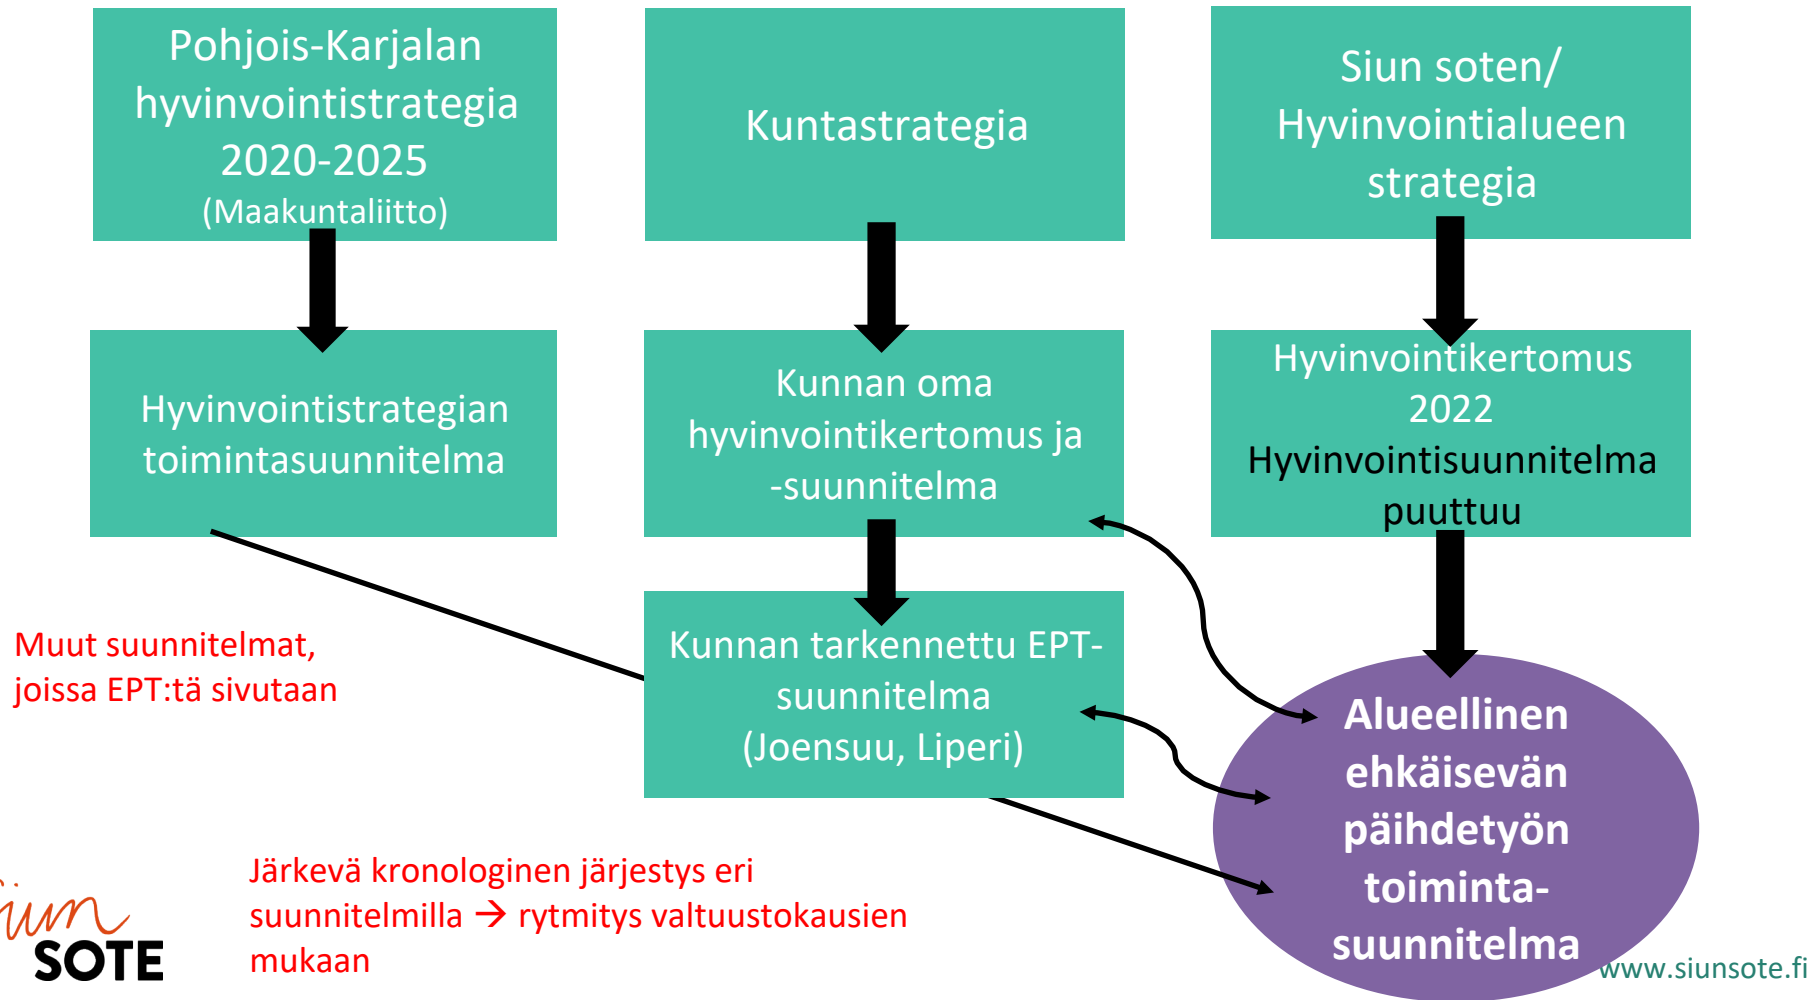 Pohjois-Karjalan
hyvinvointistrategia
2020-2025
(Maakuntaliitto)
Kuntastrategia
Siun soten/
Hyvinvointialueen
strategia
Hyvinvointistrategian
toimintasuunnitelma
Kunnan oma
hyvinvointikertomus ja
-suunnitelma
Hyvinvointikertomus
2022
Hyvinvointisuunnitelma
puuttuu
Muut suunnitelmat,
joissa EPT:tä sivutaan
Kunnan tarkennettu EPT-
suunnitelma
(Joensuu, Liperi)
Alueellinen
ehkäisevän
päihdetyön
toiminta-
suunnitelma
Järkevä kronologinen järjestys eri
suunnitelmilla → rytmitys valtuustokausien
mukaan
Siun
SOTE
www.siunsote.fi